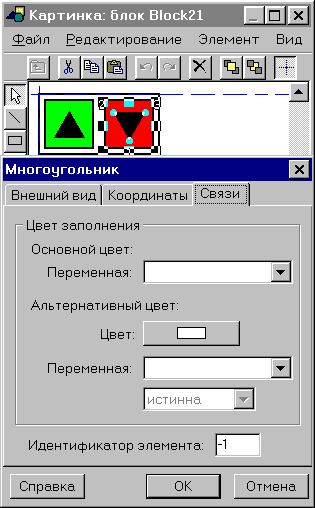 Картинка: блок Block21
Файл Редактирование Элемент Вид
Многоугольник
Внешний вид Координаты Связи
Цвет заполнения
Основной цвет:
Переменная:
Альтернативный цвет:
Цвет:
Переменная:
истинна
Идентификатор элемента: -1
Справка OK Отмена